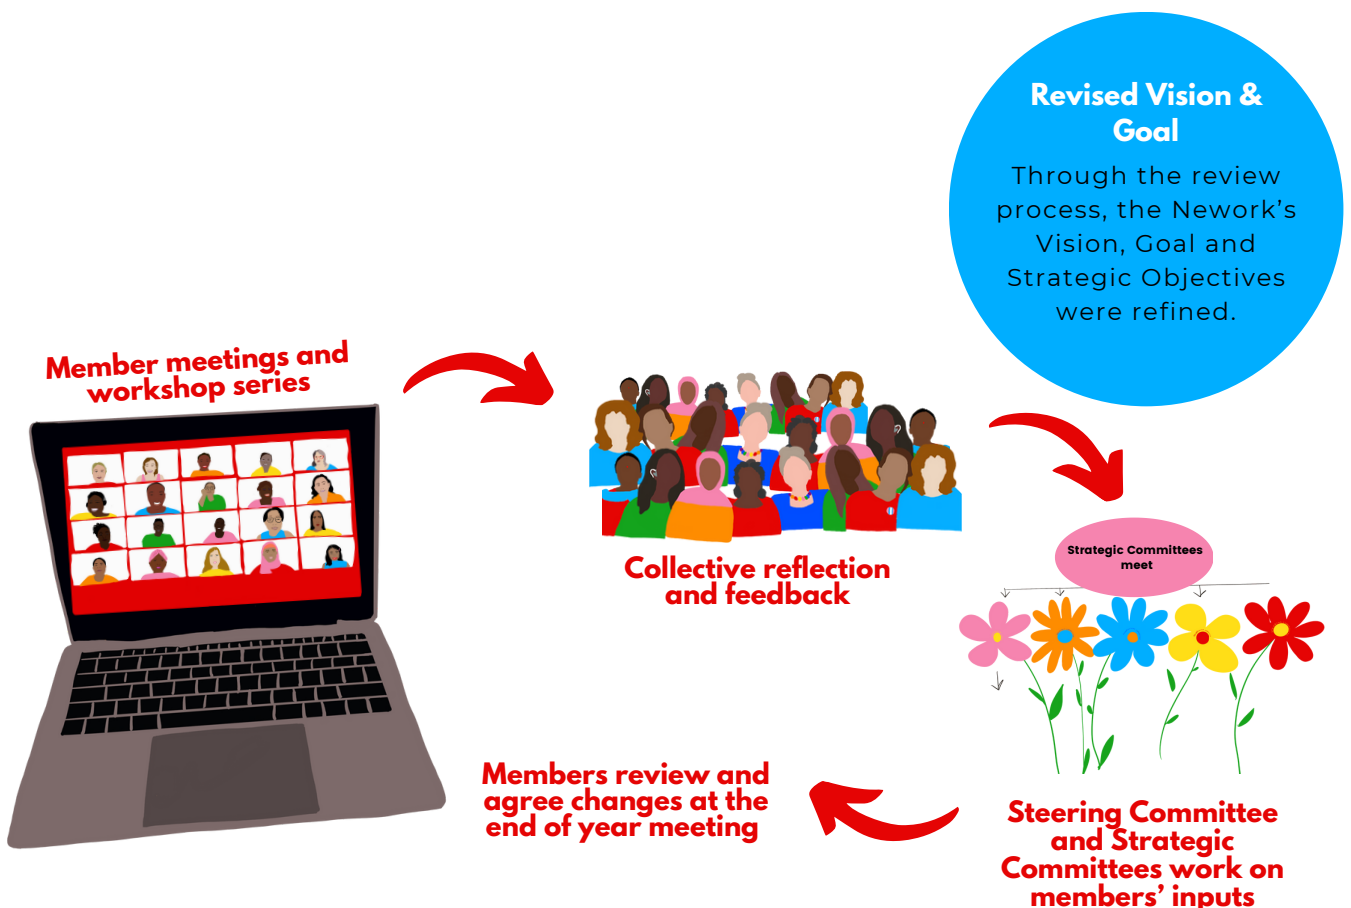 Revised Vision &
Goal
Through the review
process, the Nework’s
Vision, Goal and
Strategic Objectives
were refined.
Member meetings and
workshop series
Collective reflection
and feedback
Strategic Committees
meet
Steering Committee
and Strategic
Committees work on
members’ inputs
Members review and
agree changes at the
end of year meeting